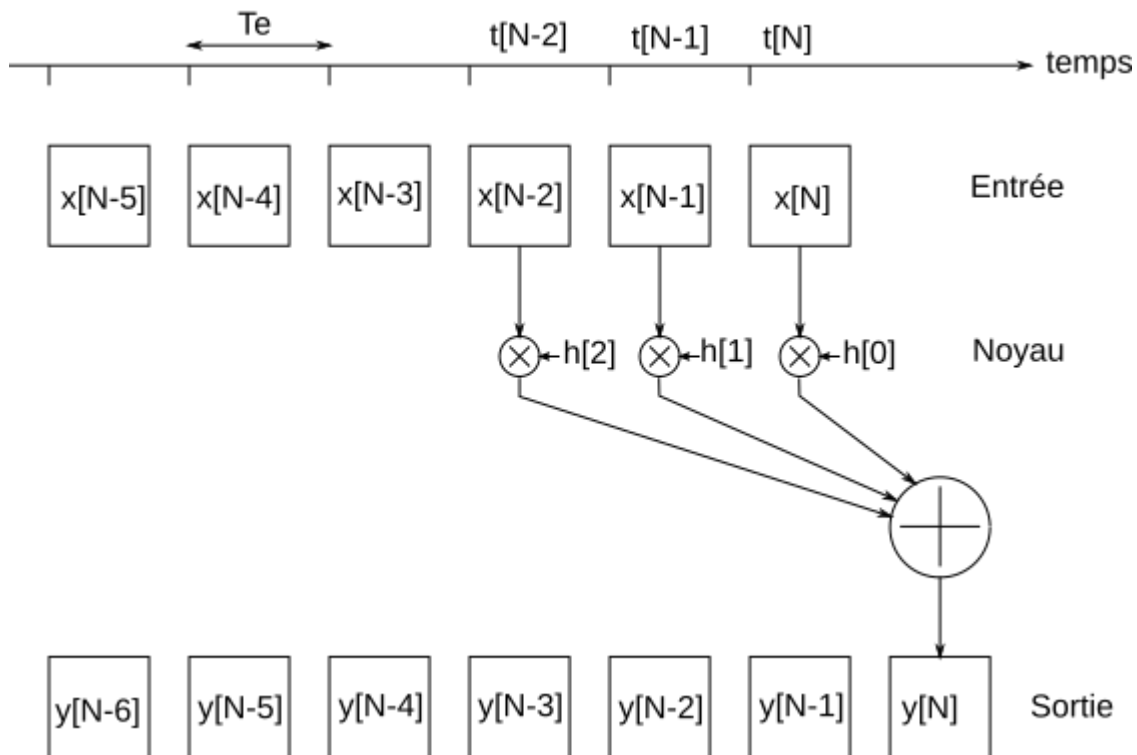 Te t[N-2] t[N-1] t[N]
temps
x[N-5] x[N-4] x[N-3] x[N-2] x[N-1] x[N] Entrée
h[2] h[1] h[0] Noyau
y[N-6] y[N-5] y[N-4] y[N-3] y[N-2] y[N-1] y[N] Sortie